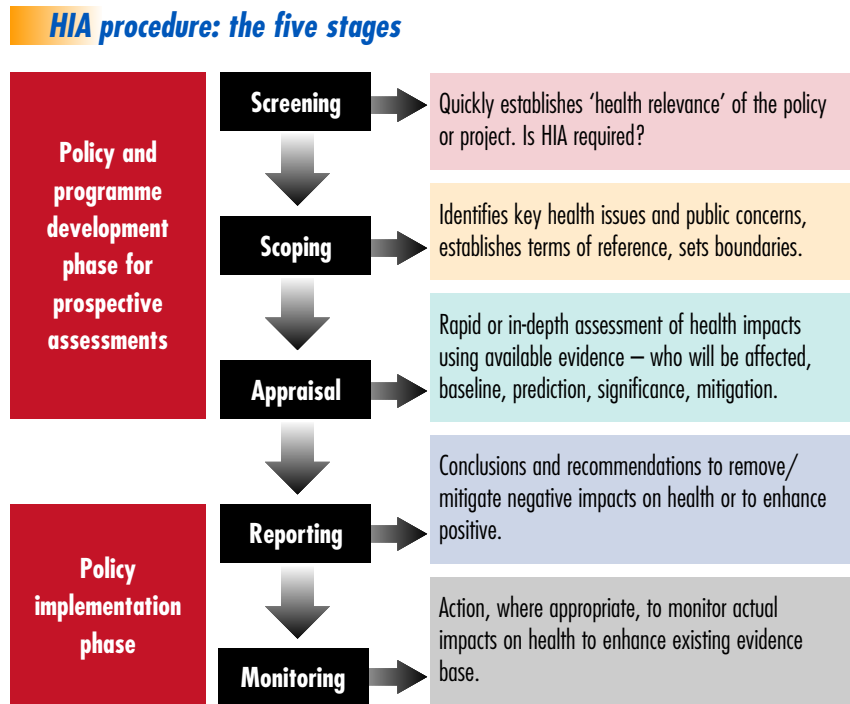 HIA procedure: the five stages
Policy and
programme
development
phase for
prospective
assessments
Screening
Quickly establishes ‘health relevance’ of the policy
or project. Is HIA required?
Scoping
Identifies key health issues and public concerns,
establishes terms of reference, sets boundaries.
Appraisal
Rapid or in-depth assessment of health impacts
using available evidence – who will be affected,
baseline, prediction, significance, mitigation.
Policy
implementation
phase
Reporting
Conclusions and recommendations to remove/
mitigate negative impacts on health or to enhance
positive.
Monitoring
Action, where appropriate, to monitor actual
impacts on health to enhance existing evidence
base.